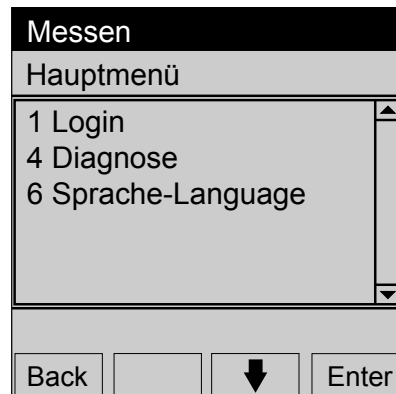 Messen
Hauptmenü
1 Login
4 Diagnose
6 Sprache-Language
Back Enter